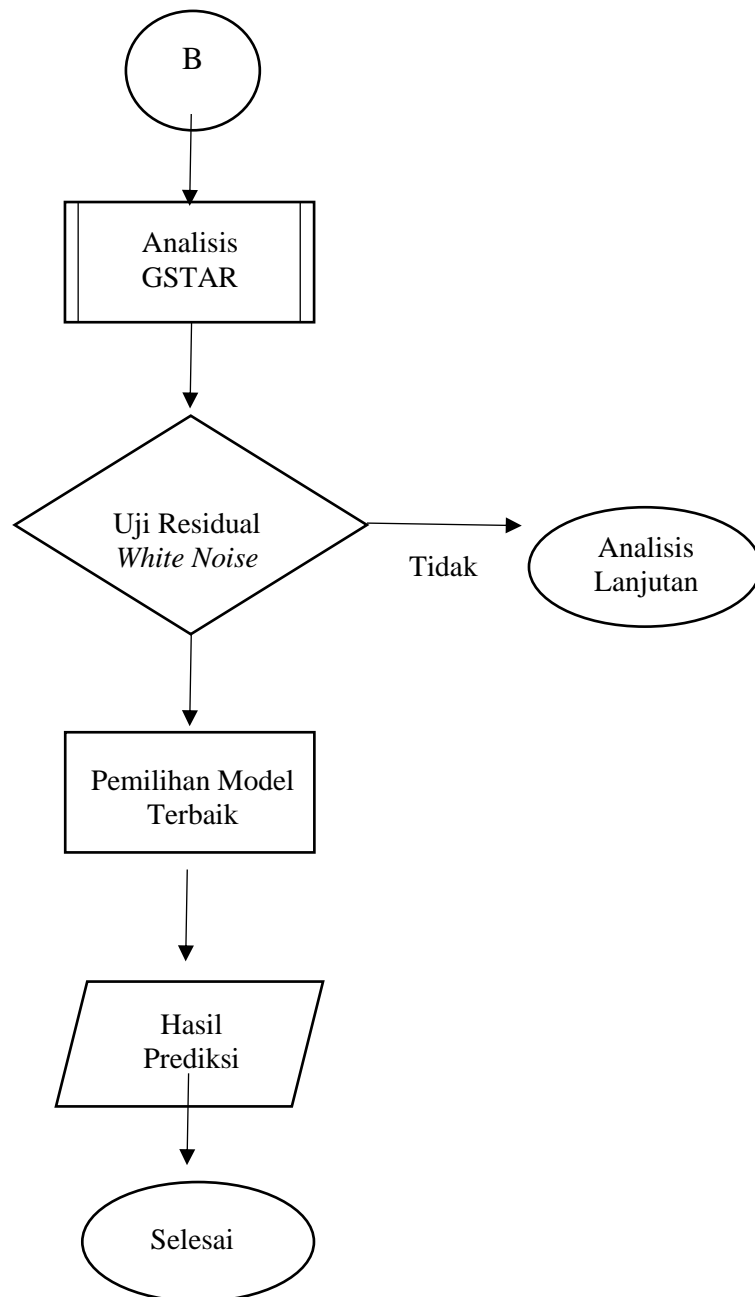 B
Analisis
GSTAR
Uji Residual
White Noise
Tidak
Analisis
Lanjutan
Pemilihan Model
Terbaik
Hasil
Prediksi
Selesai